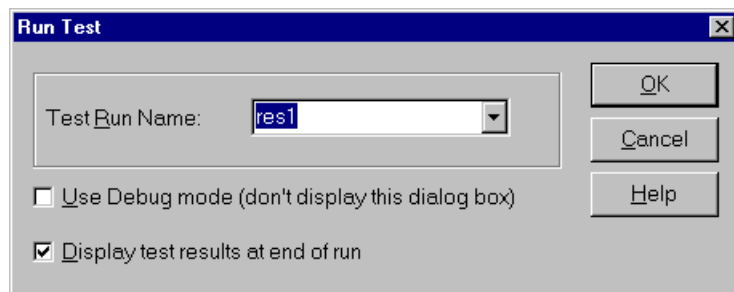 Run Test
Test Run Name: res1
OK
Cancel
Help
Use Debug mode (don't display this dialog box)
Display test results at end of run